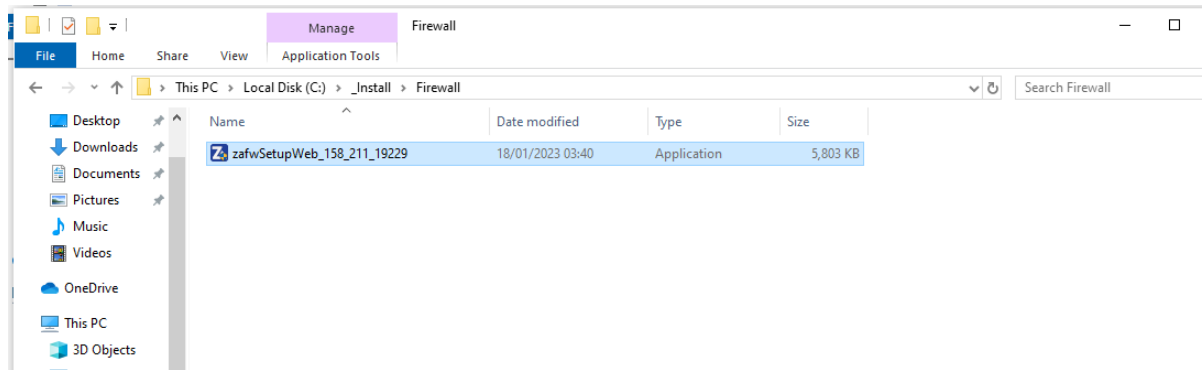 Manage Firewall
File Home Share View Application Tools
This PC Local Disk (C:) _Install Firewall Search Firewall
Desktop Name Date modified Type Size
Downloads zafwSetupWeb_158_211_19229 18/01/2023 03:40 Application 5,803 KB
Documents
Pictures
Music
Videos
OneDrive
This PC
3D Objects